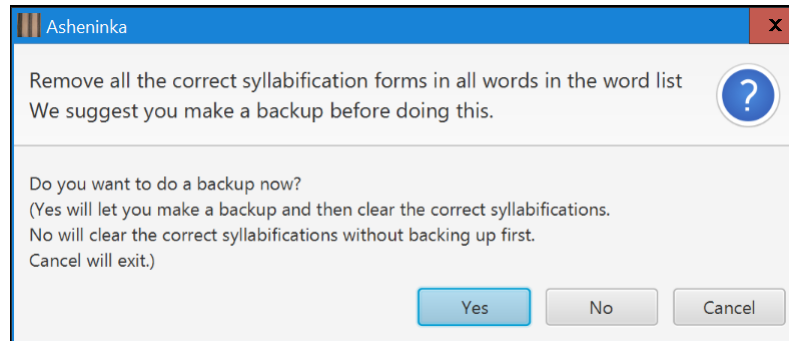 Asheninka
Remove all the correct syllabification forms in all words in the word list
We suggest you make a backup before doing this.
?
Do you want to do a backup now?
(Yes will let you make a backup and then clear the correct syllabifications.
No will clear the correct syllabifications without backing up first.
Cancel will exit.)
Yes No Cancel